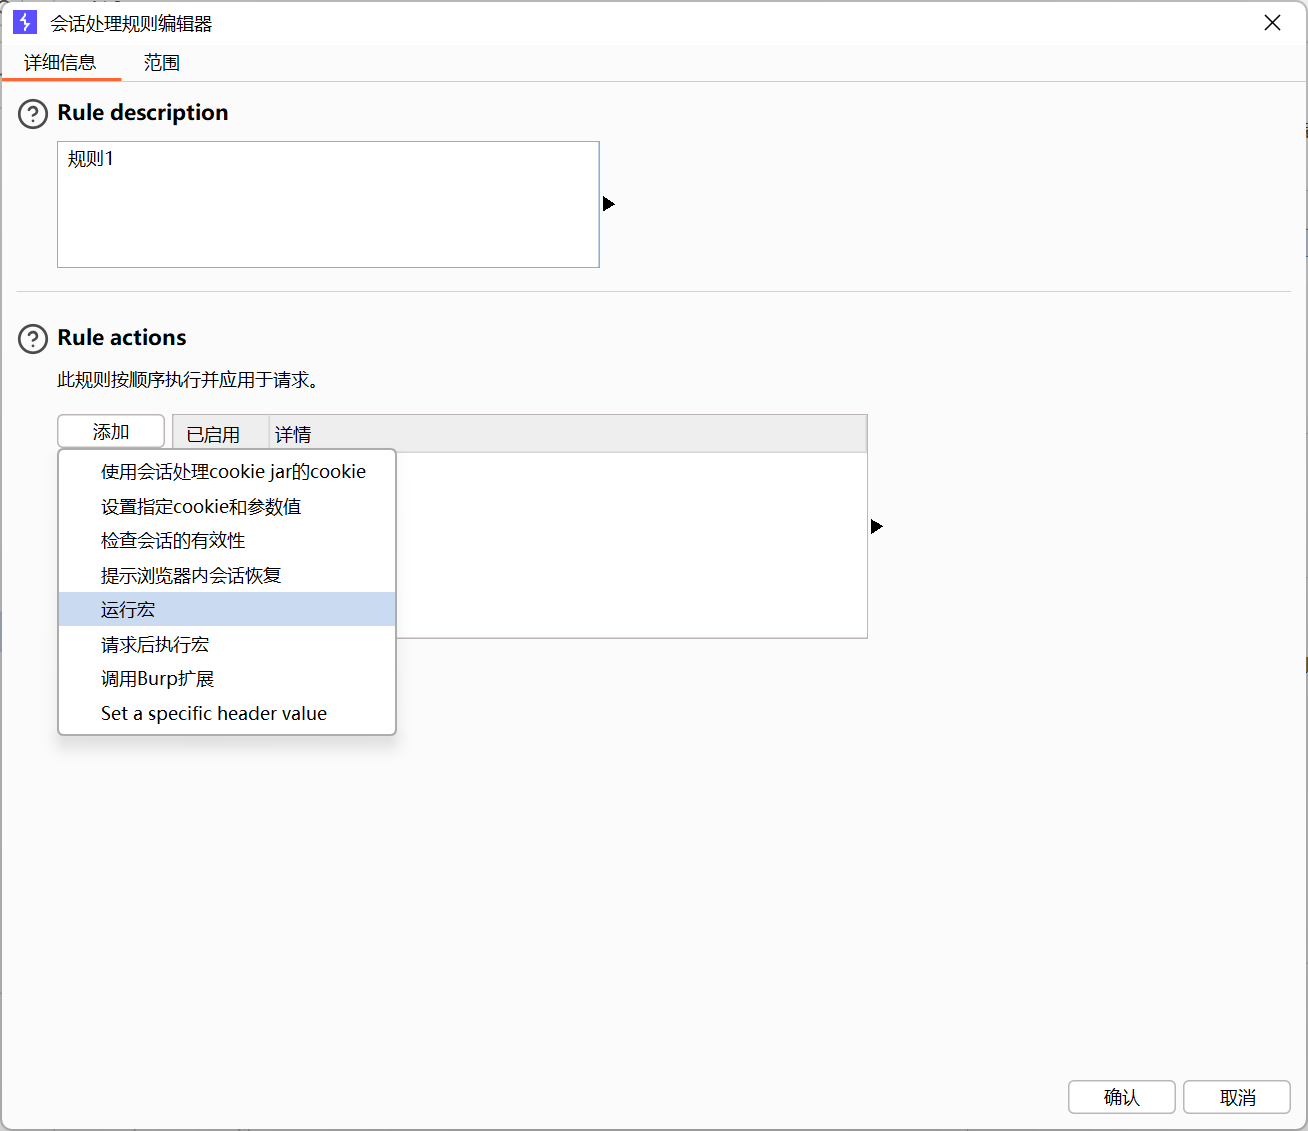 会话处理规则编辑器
详细信息 范围
Rule description
规则1
Rule actions
此规则按顺序执行并应用于请求。
添加 已启用 详情
使用会话处理cookie jar的cookie
设置指定cookie和参数值
检查会话的有效性
提示浏览器内会话恢复
运行宏
请求后执行宏
调用Burp扩展
Set a specific header value
确认 取消